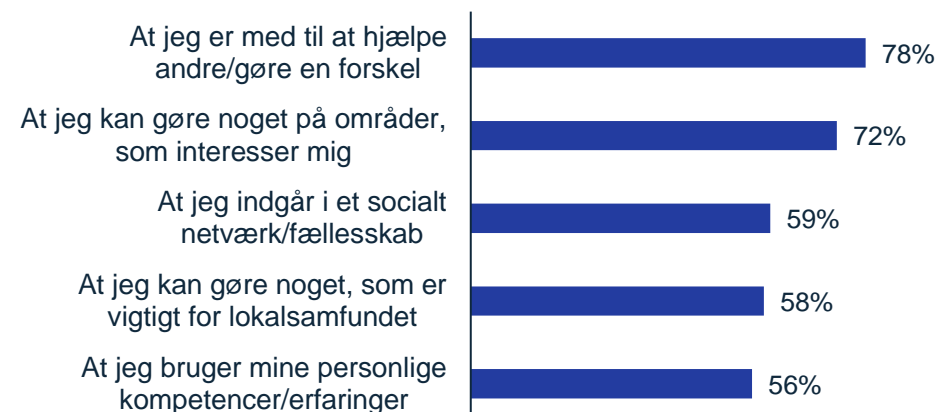 At jeg er med til at hjælpe
andre/gøre en forskel
78%
At jeg kan gøre noget på områder,
som interesser mig
72%
At jeg indgår i et socialt
netværk/fællesskab
59%
At jeg kan gøre noget, som er
vigtigt for lokalsamfundet
58%
At jeg bruger mine personlige
kompetencer/erfaringer
56%